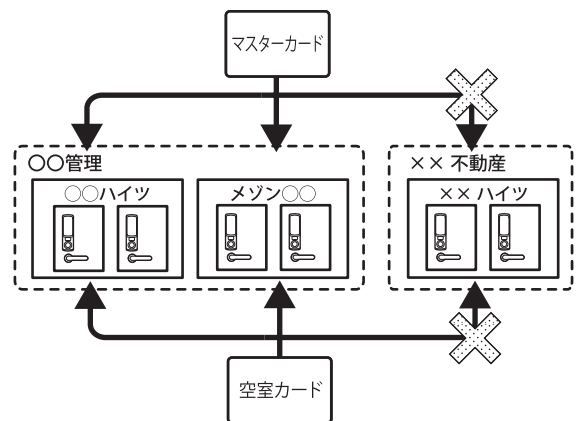 マスターカード
○○管理
×× 不動産
○○ハイツ
メゾン○○
×× ハイツ
空室カード